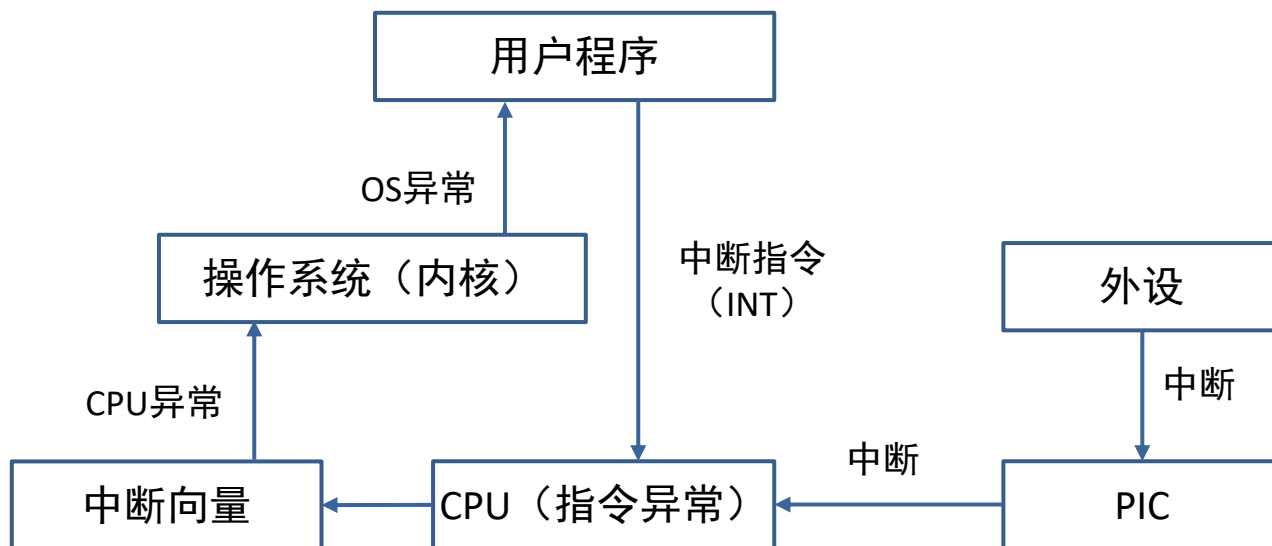 用户程序
OS异常
操作系统（内核）
中断指令
（INT）
外设
中断
CPU异常
中断
中断向量
CPU（指令异常）
PIC